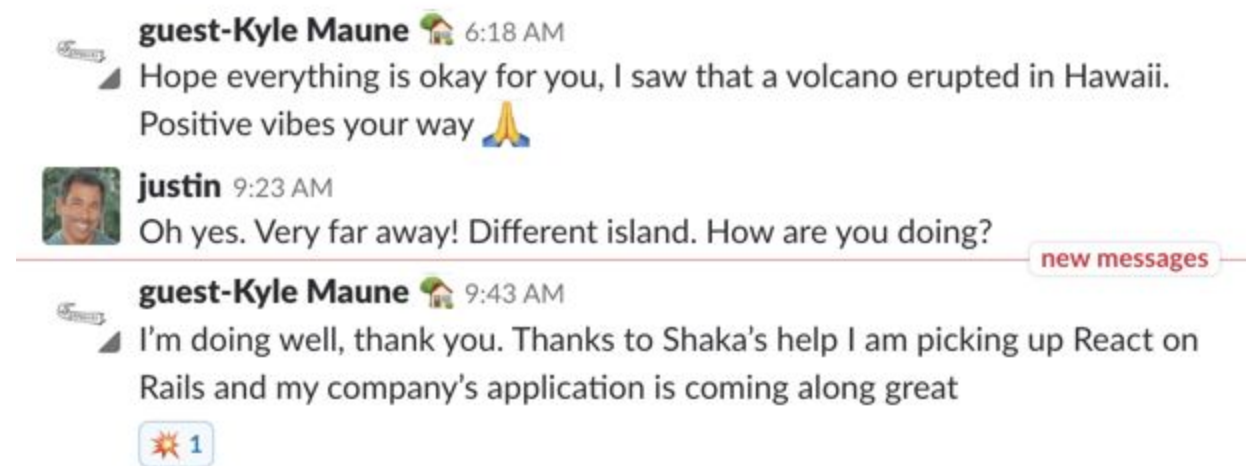 guest-Kyle Maune 🏡 6:18 AM
Hope everything is okay for you, I saw that a volcano erupted in Hawaii.
Positive vibes your way 🙏
justin 9:23 AM
Oh yes. Very far away! Different island. How are you doing?
new messages
guest-Kyle Maune 🏡 9:43 AM
I’m doing well, thank you. Thanks to Shaka’s help I am picking up React on
Rails and my company’s application is coming along great
💥 1